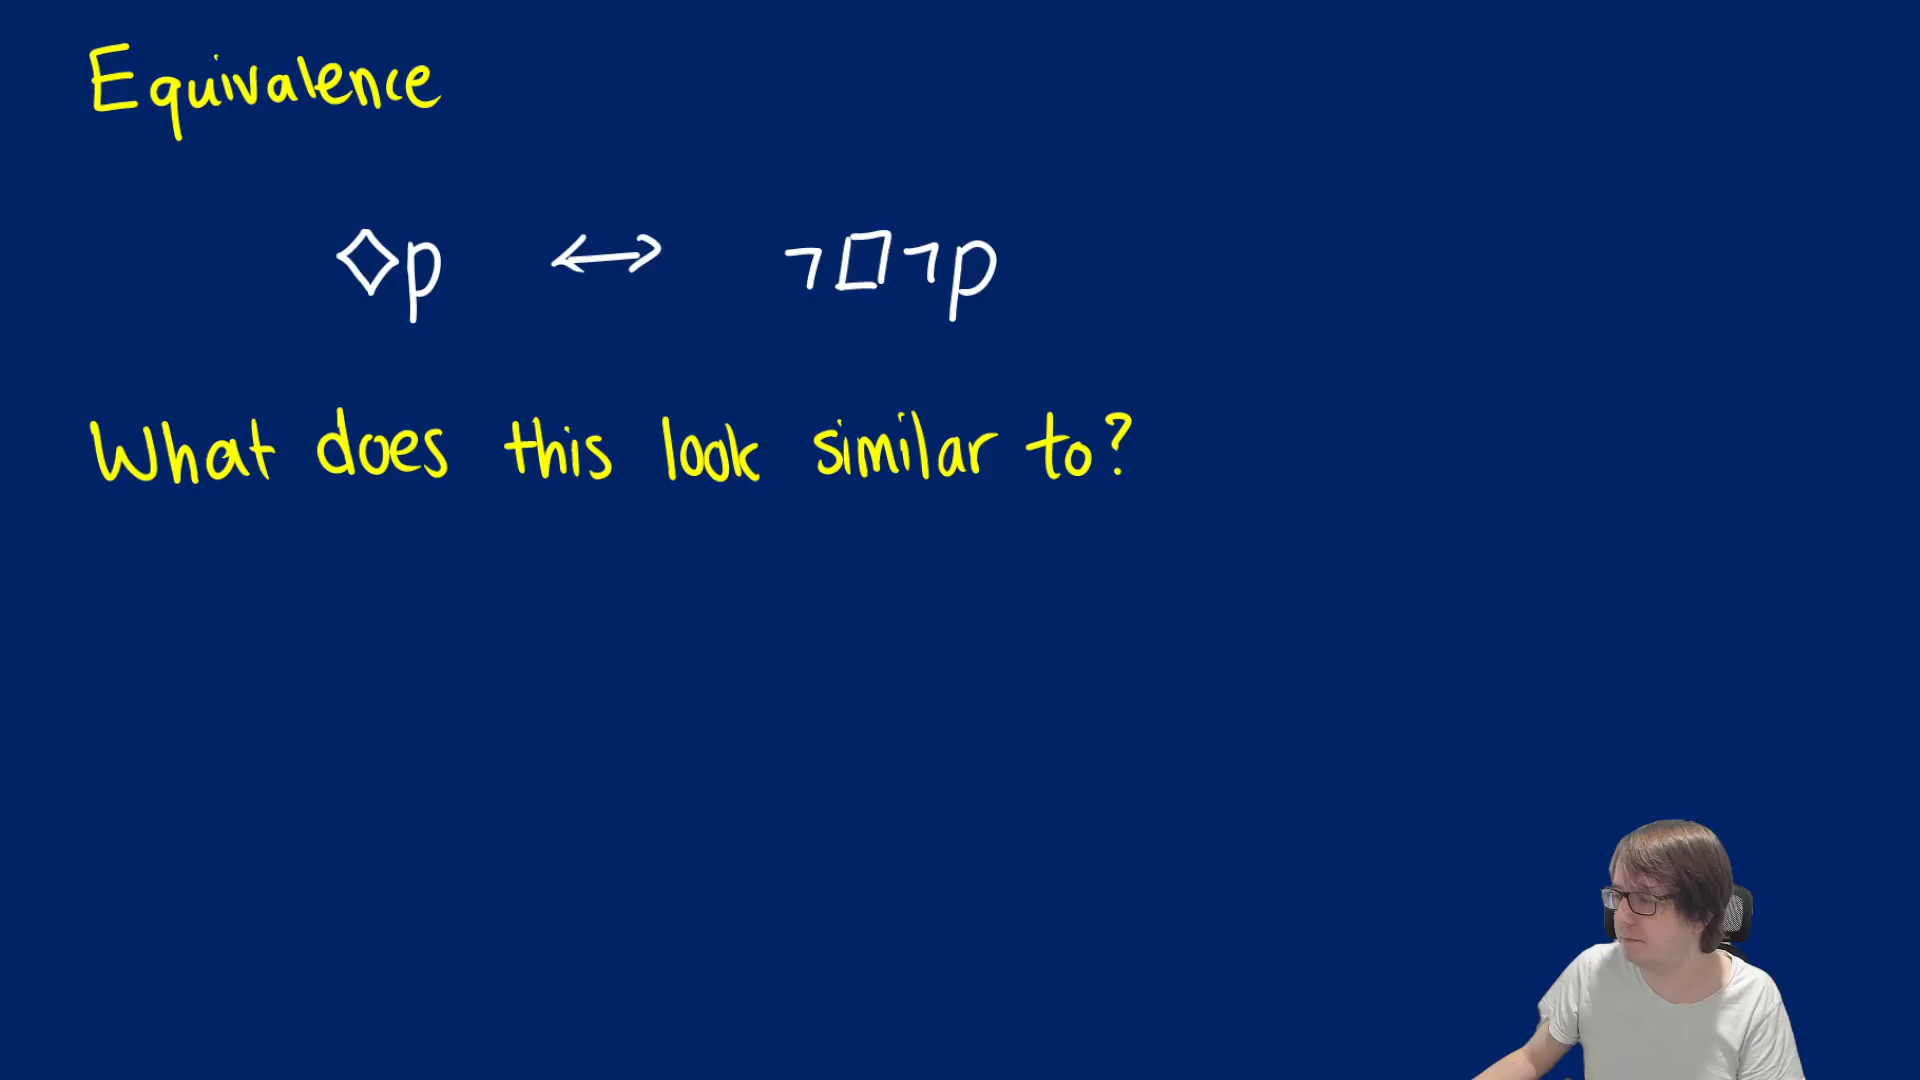 Equivalence
◇p ↔ ¬□¬p
What does this look similar to?